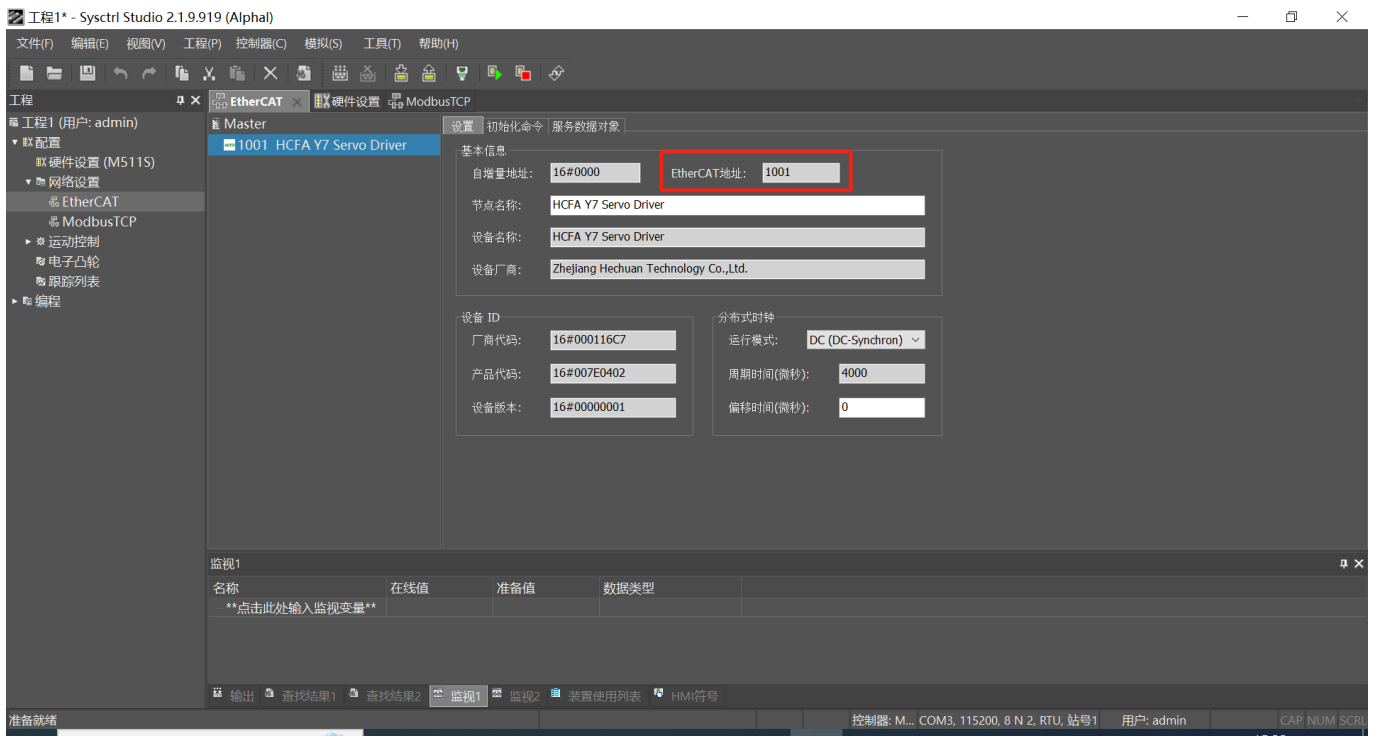 工程1* - Sysctrl Studio 2.1.9.919 (Alphal)
文件(F) 编辑(E) 视图(V) 工程(P) 控制器(C) 模拟(S) 工具(T) 帮助(H)
工程
EtherCAT 硬件设置 ModbusTCP
工程1 (用户: admin)
配置
硬件设置 (M511S)
网络设置
EtherCAT
ModbusTCP
运动控制
电子凸轮
跟踪列表
编程
Master
1001 HCFA Y7 Servo Driver
设置 初始化命令 服务数据对象
基本信息
自增量地址: 16#0000 EtherCAT地址: 1001
节点名称: HCFA Y7 Servo Driver
设备名称: HCFA Y7 Servo Driver
设备厂商: Zhejiang Hechuan Technology Co.,Ltd.
设备 ID
厂商代码: 16#000116C7
产品代码: 16#007E0402
设备版本: 16#00000001
分布式时钟
运行模式: DC (DC-Synchron)
周期时间(微秒): 4000
偏移时间(微秒): 0
监视1
名称 在线值 准备值 数据类型
**点击此处输入监视变量**
输出 查找结果1 查找结果2 监视1 监视2 装置使用列表 HMI符号
准备就绪 控制器: M... COM3, 115200, 8 N 2, RTU, 站号1 用户: admin CAP NUM SCRL